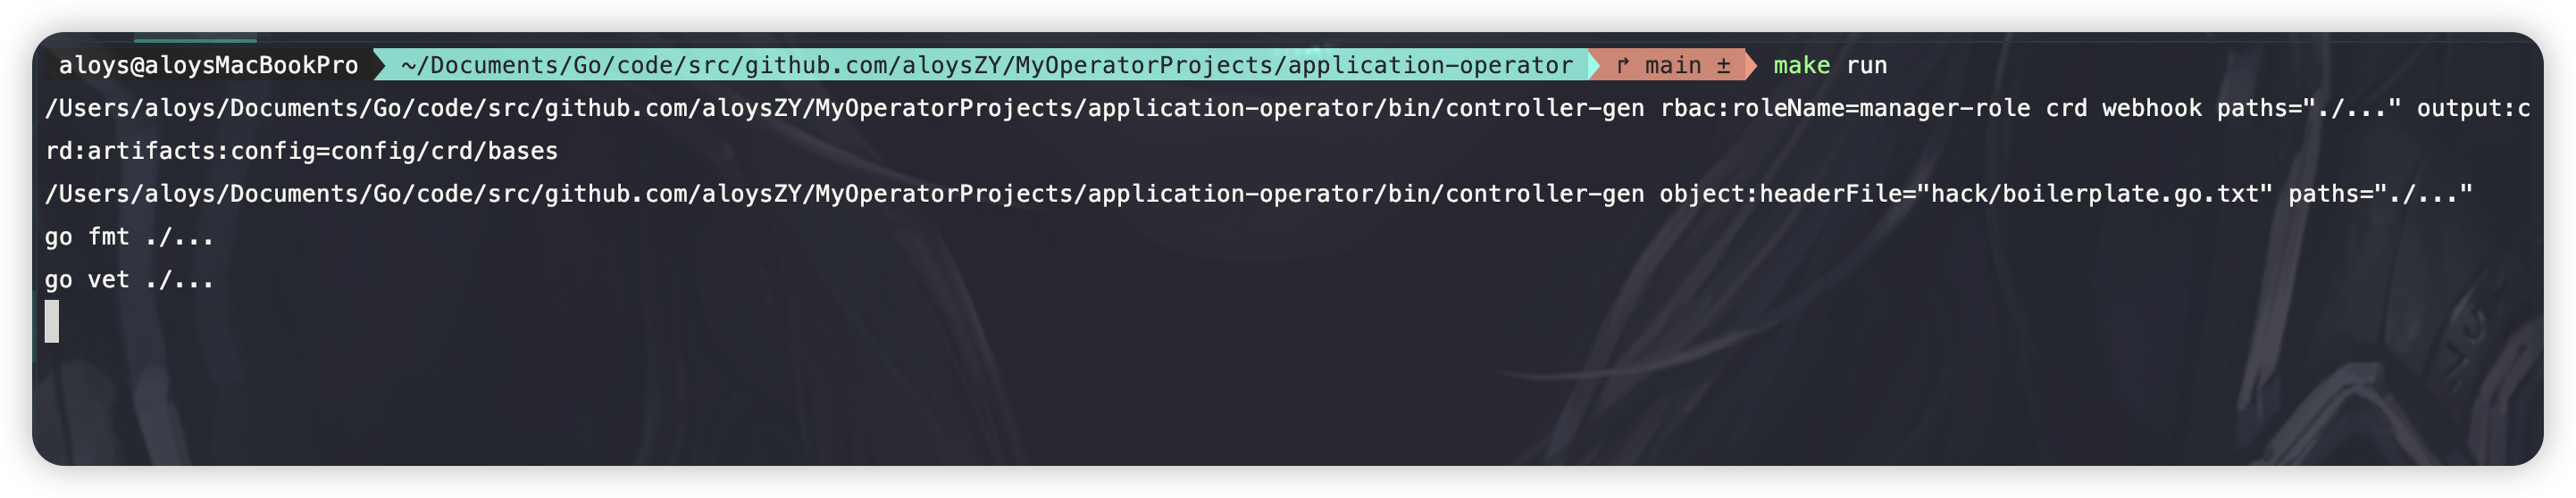 aloys@aloysMacBookPro ~/Documents/Go/code/src/github.com/aloysZY/MyOperatorProjects/application-operator ↱ main ± make run
/Users/aloys/Documents/Go/code/src/github.com/aloysZY/MyOperatorProjects/application-operator/bin/controller-gen rbac:roleName=manager-role crd webhook paths="./..." output:c
rd:artifacts:config=config/crd/bases
/Users/aloys/Documents/Go/code/src/github.com/aloysZY/MyOperatorProjects/application-operator/bin/controller-gen object:headerFile="hack/boilerplate.go.txt" paths="./..."
go fmt ./...
go vet ./...